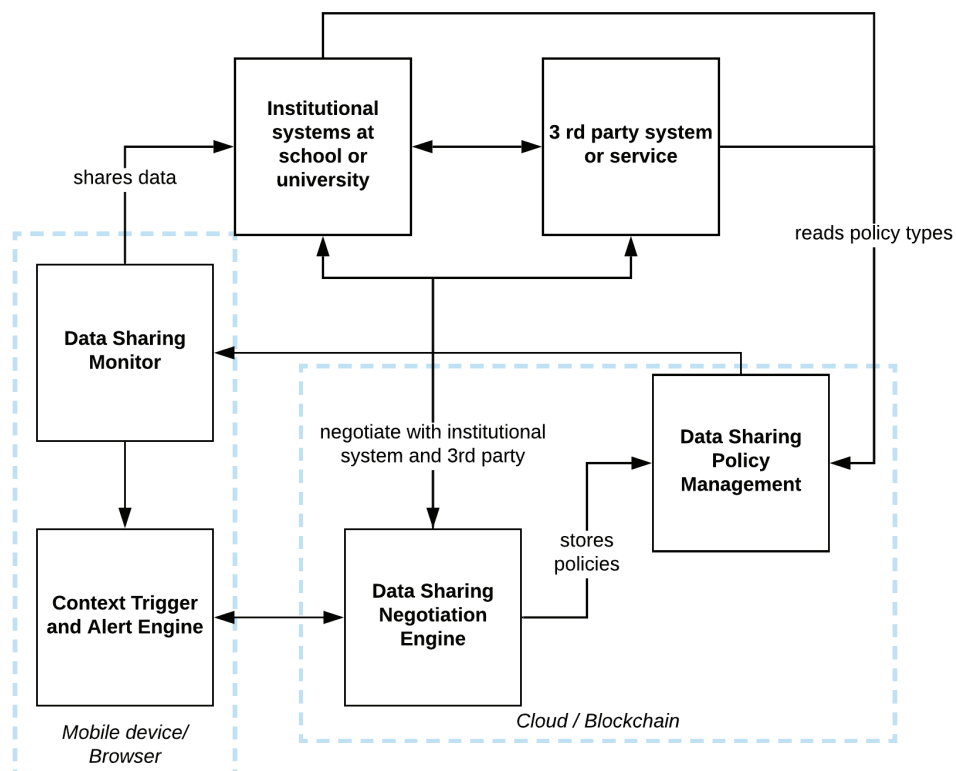 Institutional
systems at
school or
university
3 rd party system
or service
shares data
reads policy types
Data Sharing
Monitor
negotiate with institutional
system and 3rd party
Data Sharing
Policy
Management
stores
policies
Context Trigger
and Alert Engine
Data Sharing
Negotiation
Engine
Mobile device/
Browser
Cloud / Blockchain